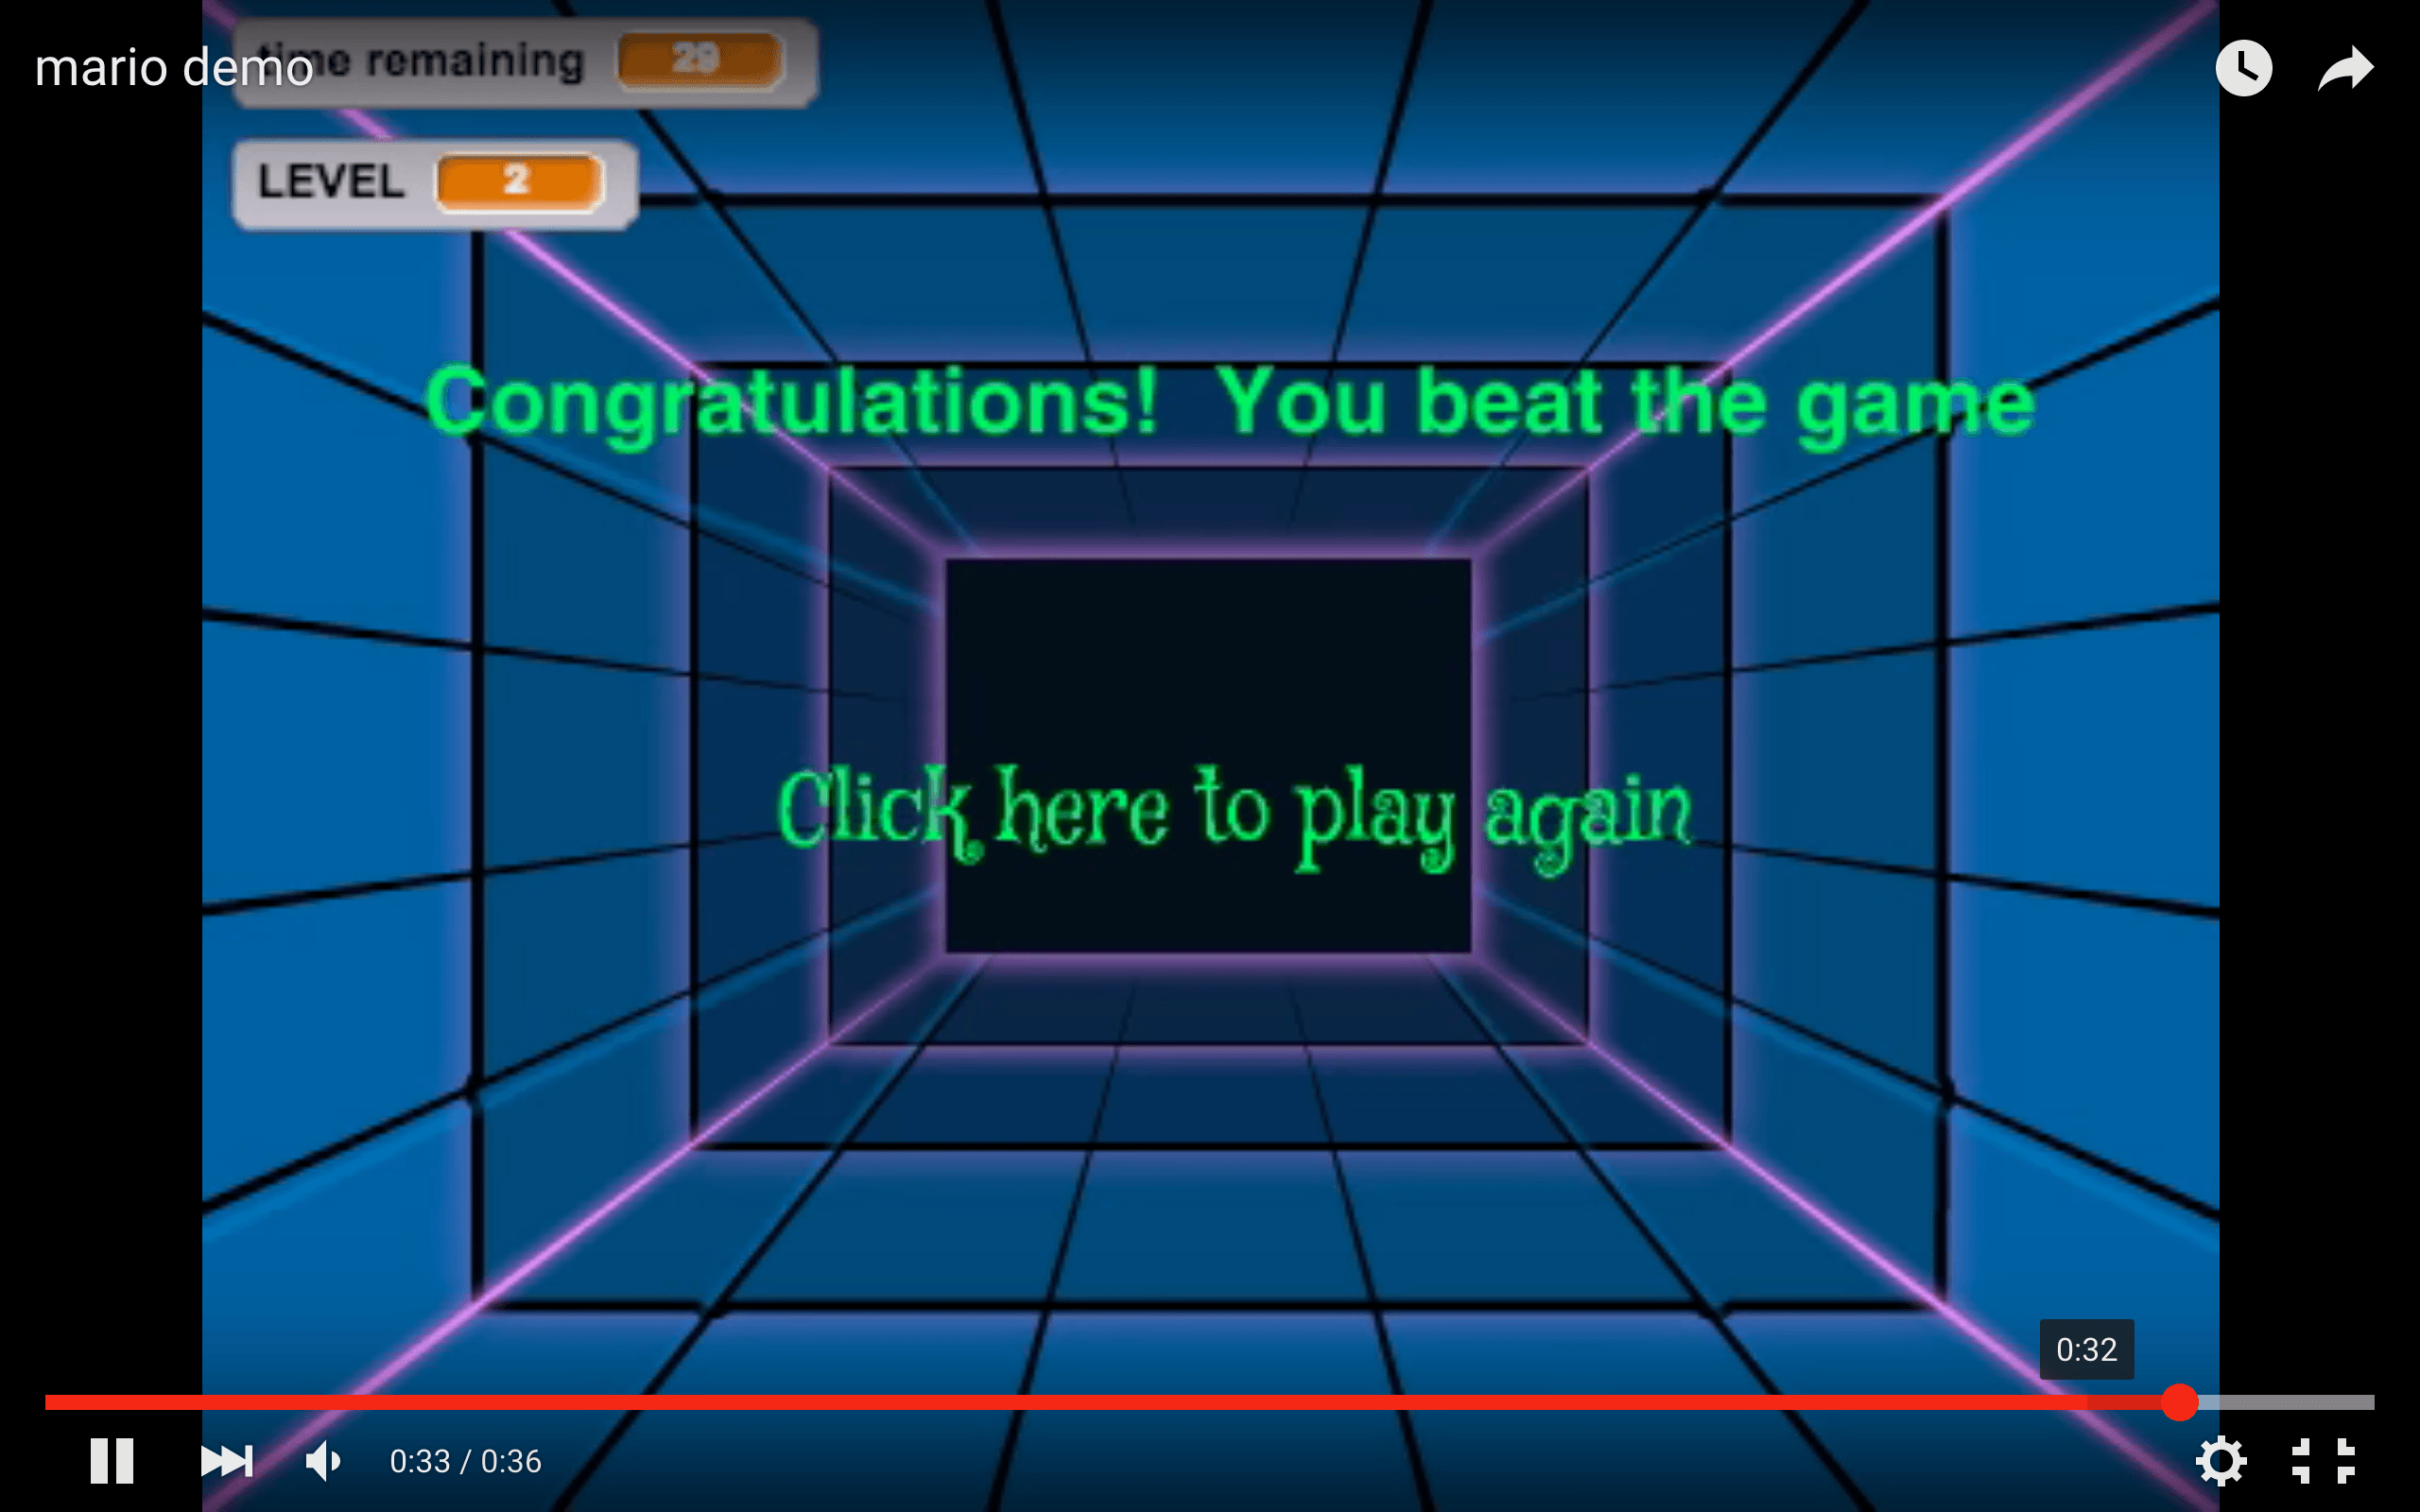 mario demo
time remaining 29
LEVEL 2
Congratulations! You beat the game
Click here to play again
0:32
0:33 / 0:36